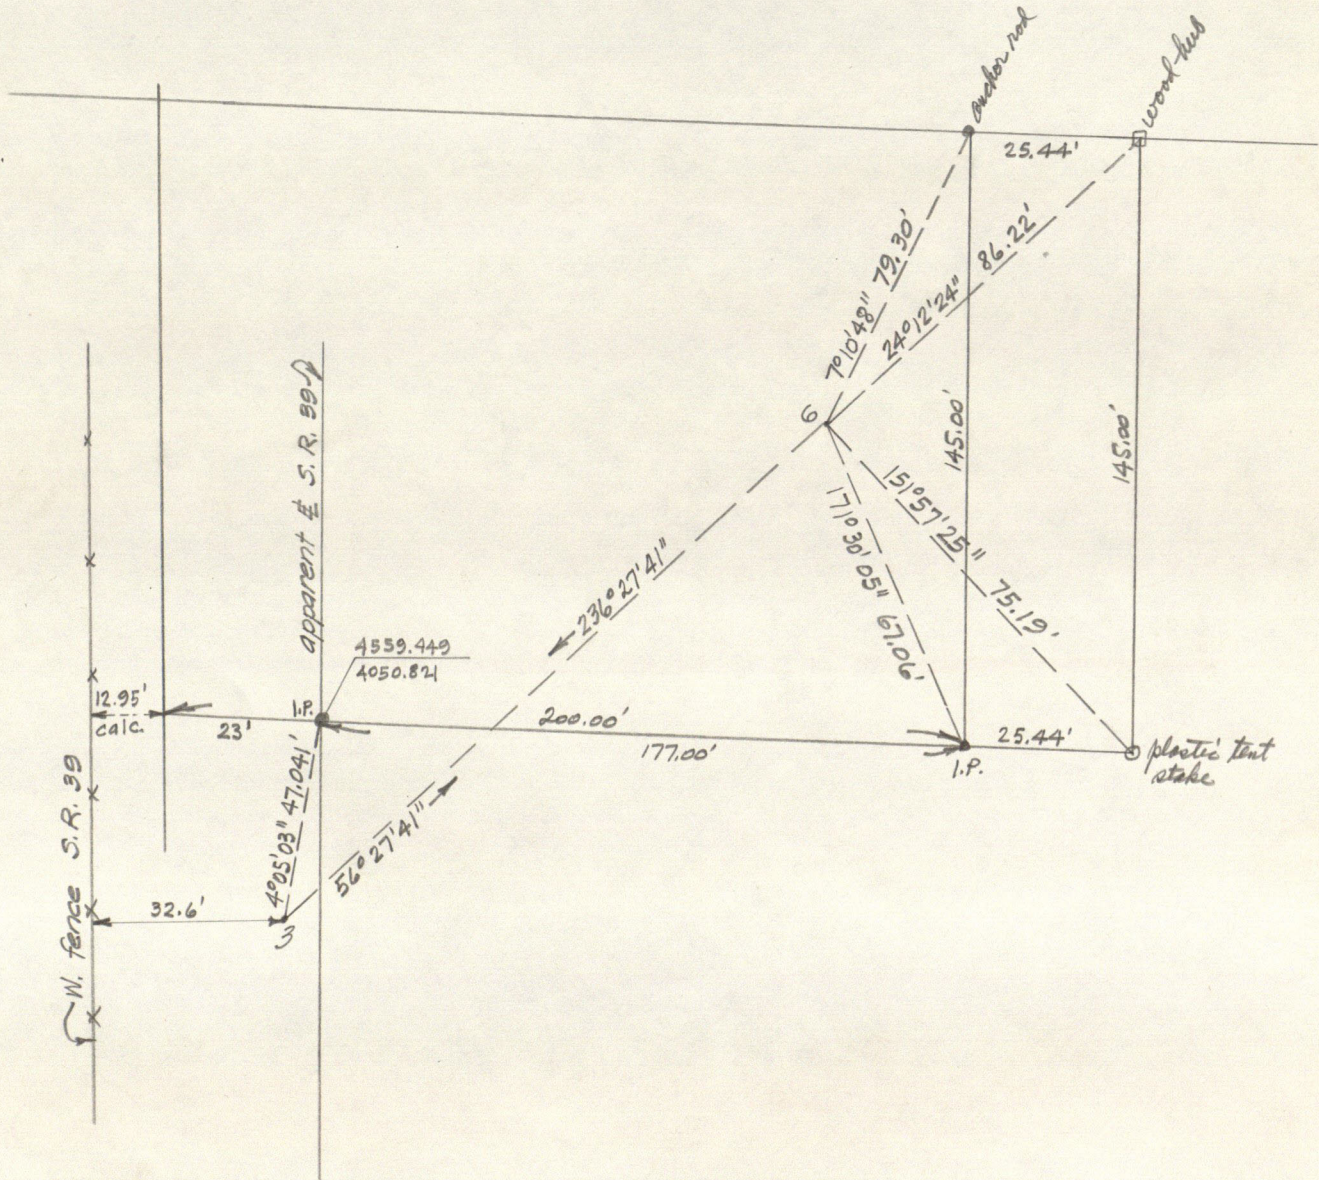 anchor rod
wood hub
25.44'
7°10'48" 79.30'
24°12'24" 86.22'
145.00'
145.00'
6
151°57'25" 75.19'
171°30'05" 67.06'
236°27'41"
apparent ℄ S.R. 39
4559.449
4050.821
12.95'
calc.
23'
I.P.
200.00'
177.00'
25.44'
I.P.
plastic tent
stake
4°05'03" 47.041'
56°27'41"
W. fence S.R. 39
32.6'
3